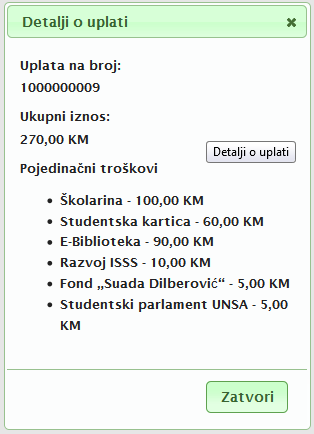 Detalji o uplati
Uplata na broj:
1000000009
Ukupni iznos:
270,00 KM
Detalji o uplati
Pojedinačni troškovi
• Školarina - 100,00 KM
• Studentska kartica - 60,00 KM
• E-Biblioteka - 90,00 KM
• Razvoj ISSS - 10,00 KM
• Fond „Suada Dilberović“ - 5,00 KM
• Studentski parlament UNSA - 5,00
KM
Zatvori